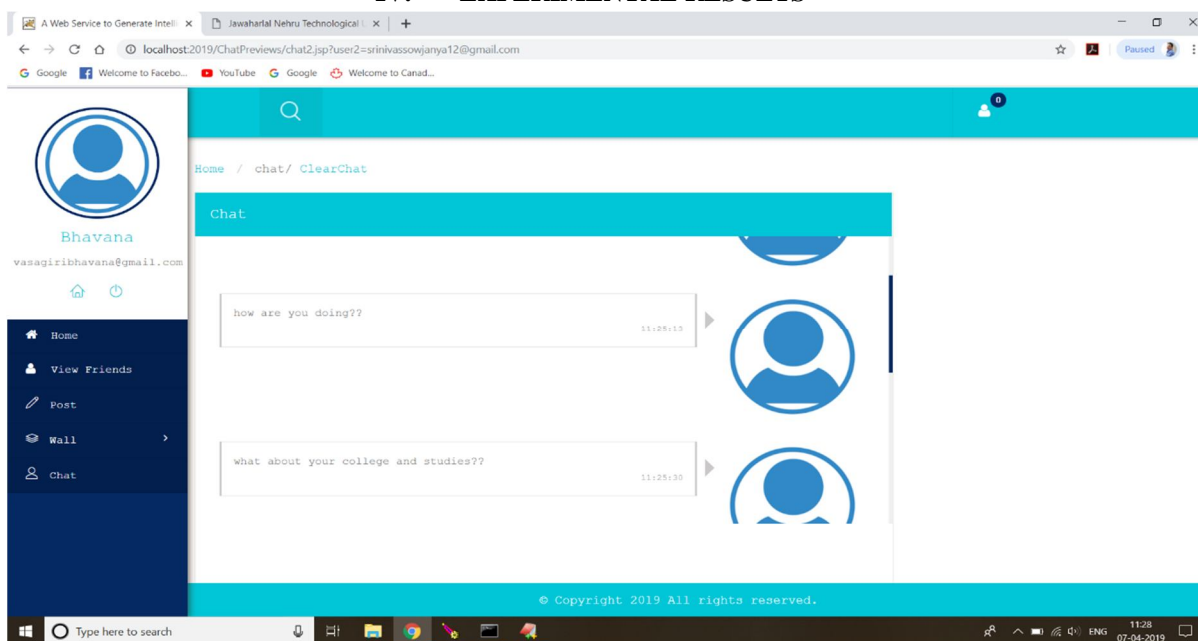 IV. EXPERIMENTAL RESULTS
A Web Service to Generate Intelli
Jawaharlal Nehru Technological U
localhost:2019/ChatPreviews/chat2.jsp?user2=srinivassowjanya12@gmail.com
Paused
Google Welcome to Facebo... YouTube Google Welcome to Canad...
0
Home / chat/ ClearChat
Chat
Bhavana
vasagiribhavana@gmail.com
Home
View Friends
Post
Wall
Chat
how are you doing??
11:25:15
what about your college and studies??
11:25:30
© Copyright 2019 All rights reserved.
Type here to search
ENG
11:28
07-04-2019